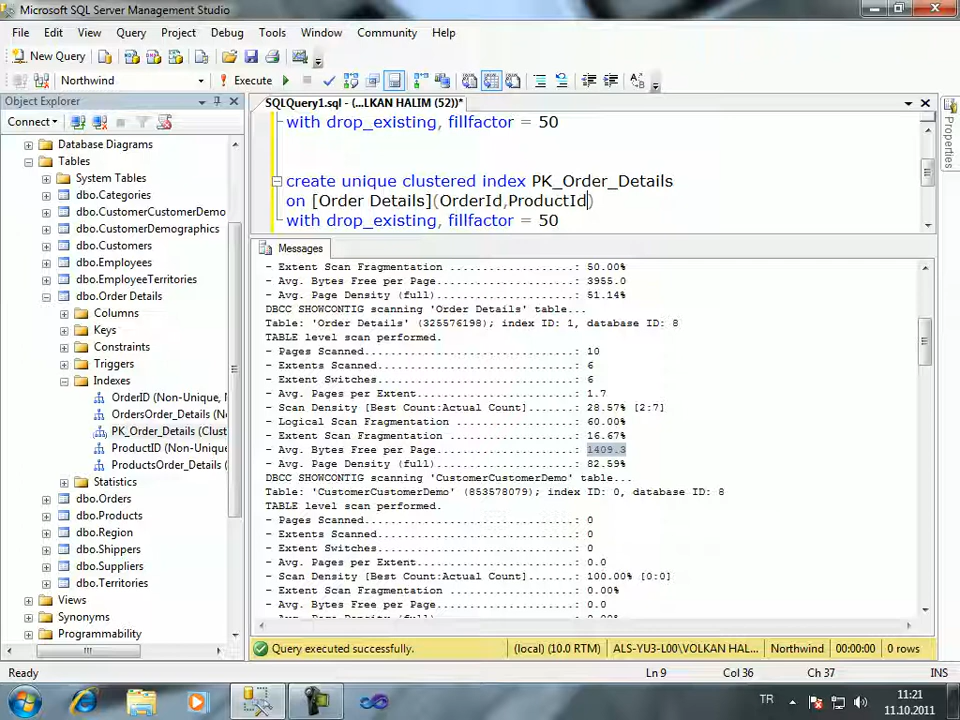 Microsoft SQL Server Management Studio
File Edit View Query Project Debug Tools Window Community Help
New Query
Northwind Execute
Object Explorer
SQLQuery1.sql - (...LKAN HALIM (52))*
Connect
with drop_existing, fillfactor = 50
Database Diagrams
Tables
System Tables
dbo.Categories
dbo.CustomerCustomerDemo
dbo.CustomerDemographics
dbo.Customers
dbo.Employees
dbo.EmployeeTerritories
dbo.Order Details
Columns
Keys
Constraints
Triggers
Indexes
OrderID (Non-Unique, N
OrdersOrder_Details (No
PK_Order_Details (Clust
ProductID (Non-Unique
ProductsOrder_Details (
Statistics
dbo.Orders
dbo.Products
dbo.Region
dbo.Shippers
dbo.Suppliers
dbo.Territories
Views
Synonyms
Programmability
create unique clustered index PK_Order_Details
on [Order Details](OrderId,ProductId)
with drop_existing, fillfactor = 50
Properties
Messages
- Extent Scan Fragmentation ...................: 50.00%
- Avg. Bytes Free per Page.....................: 3955.0
- Avg. Page Density (full).....................: 51.14%
DBCC SHOWCONTIG scanning 'Order Details' table...
Table: 'Order Details' (325576198); index ID: 1, database ID: 8
TABLE level scan performed.
- Pages Scanned................................: 10
- Extents Scanned..............................: 6
- Extent Switches..............................: 6
- Avg. Pages per Extent........................: 1.7
- Scan Density [Best Count:Actual Count].......: 28.57% [2:7]
- Logical Scan Fragmentation ..................: 60.00%
- Extent Scan Fragmentation ...................: 16.67%
- Avg. Bytes Free per Page.....................: 1409.3
- Avg. Page Density (full).....................: 82.59%
DBCC SHOWCONTIG scanning 'CustomerCustomerDemo' table...
Table: 'CustomerCustomerDemo' (853578079); index ID: 0, database ID: 8
TABLE level scan performed.
- Pages Scanned................................: 0
- Extents Scanned..............................: 0
- Extent Switches..............................: 0
- Avg. Pages per Extent........................: 0.0
- Scan Density [Best Count:Actual Count].......: 100.00% [0:0]
- Extent Scan Fragmentation ...................: 0.00%
- Avg. Bytes Free per Page.....................: 0.0
Query executed successfully. (local) (10.0 RTM) ALS-YU3-L00\VOLKAN HAL... Northwind 00:00:00 0 rows
Ready Ln 9 Col 36 Ch 37 INS
TR 11:21
11.10.2011